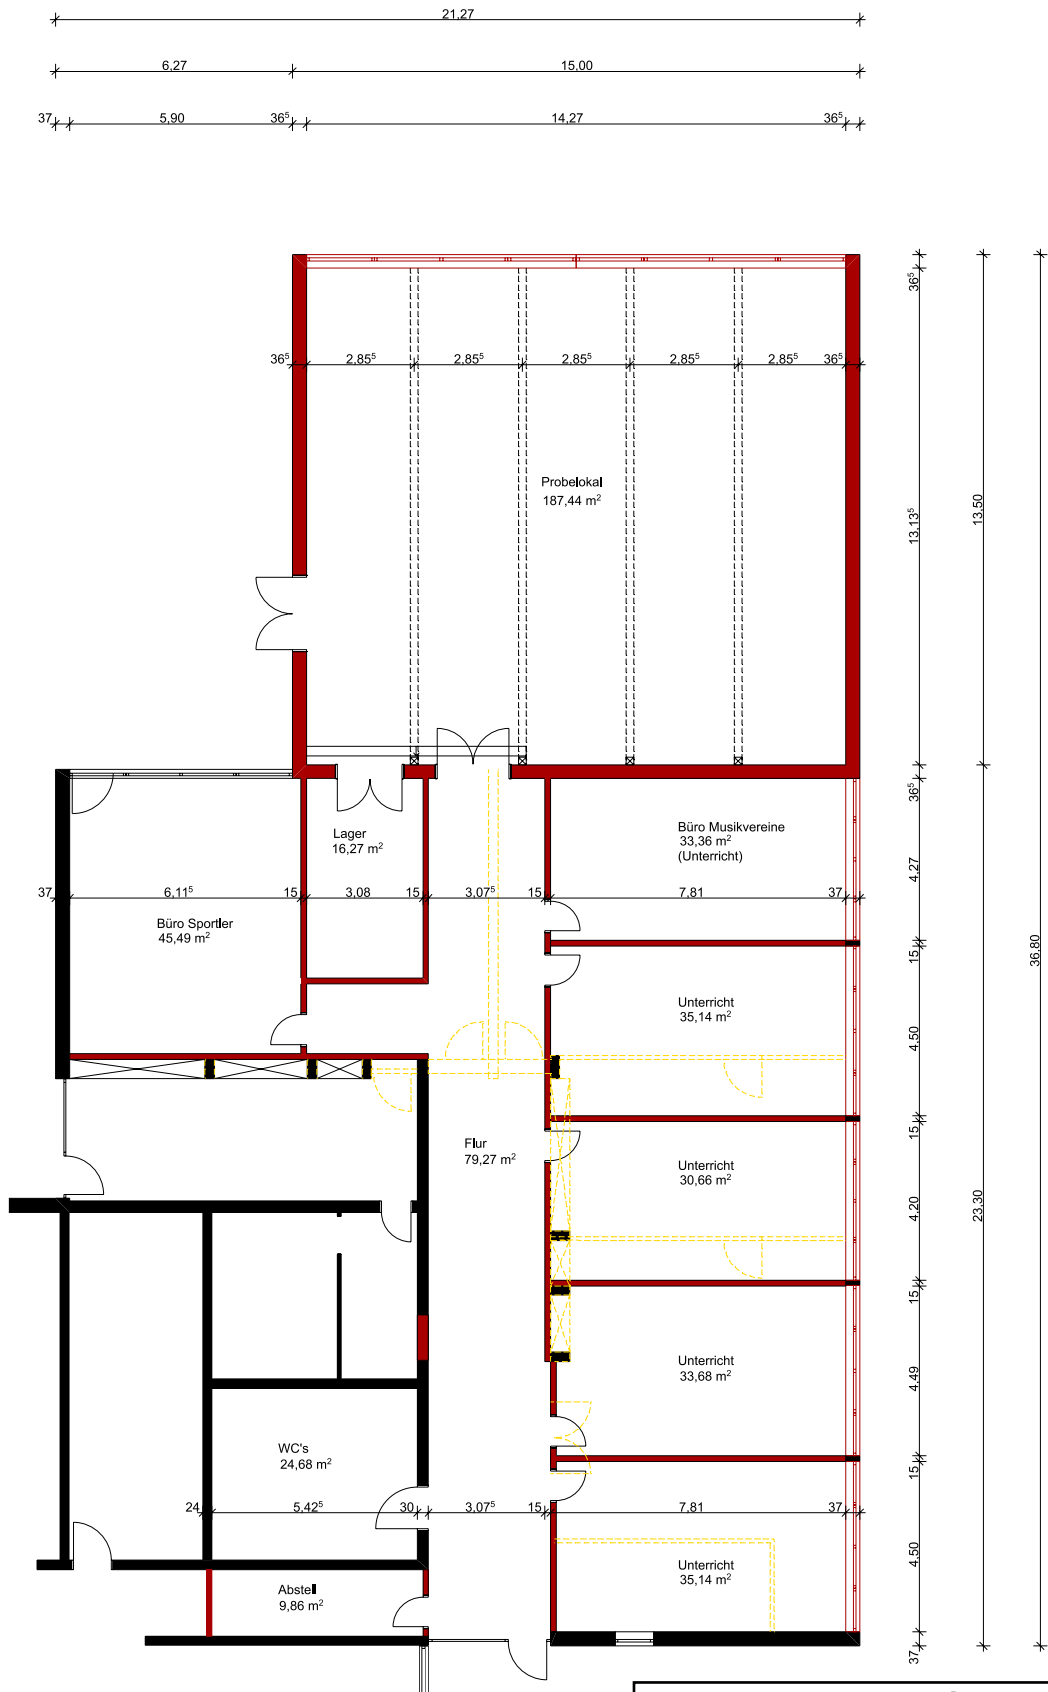 21,27
6,27
15,00
37
5,90
36⁵
14,27
36⁵
36⁵
2,85⁵
2,85⁵
2,85⁵
2,85⁵
2,85⁵
36⁵
36⁵
13,13⁵
13,50
36,80
Probelokal
187,44 m²
36⁵
4,27
15
4,50
15
4,20
15
4,49
15
4,50
37
23,30
Lager
16,27 m²
Büro Musikvereine
33,36 m²
(Unterricht)
37
6,11⁵
15
3,08
15
3,07⁵
15
7,81
37
Büro Sportler
45,49 m²
Unterricht
35,14 m²
Flur
79,27 m²
Unterricht
30,66 m²
Unterricht
33,68 m²
WC's
24,68 m²
24
5,42⁵
30
3,07⁵
15
7,81
37
Unterricht
35,14 m²
Abstell
9,86 m²